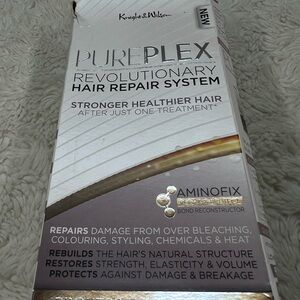 Knight & Wilson
NEW
PUREPLEX
REVOLUTIONARY
HAIR REPAIR SYSTEM
STRONGER HEALTHIER HAIR
AFTER JUST ONE TREATMENT*
AMINOFIX
BOND RECONSTRUCTOR
REPAIRS DAMAGE FROM OVER BLEACHING,
COLOURING, STYLING, CHEMICALS & HEAT
REBUILDS THE HAIR'S NATURAL STRUCTURE
RESTORES STRENGTH, ELASTICITY & VOLUME
PROTECTS AGAINST DAMAGE & BREAKAGE